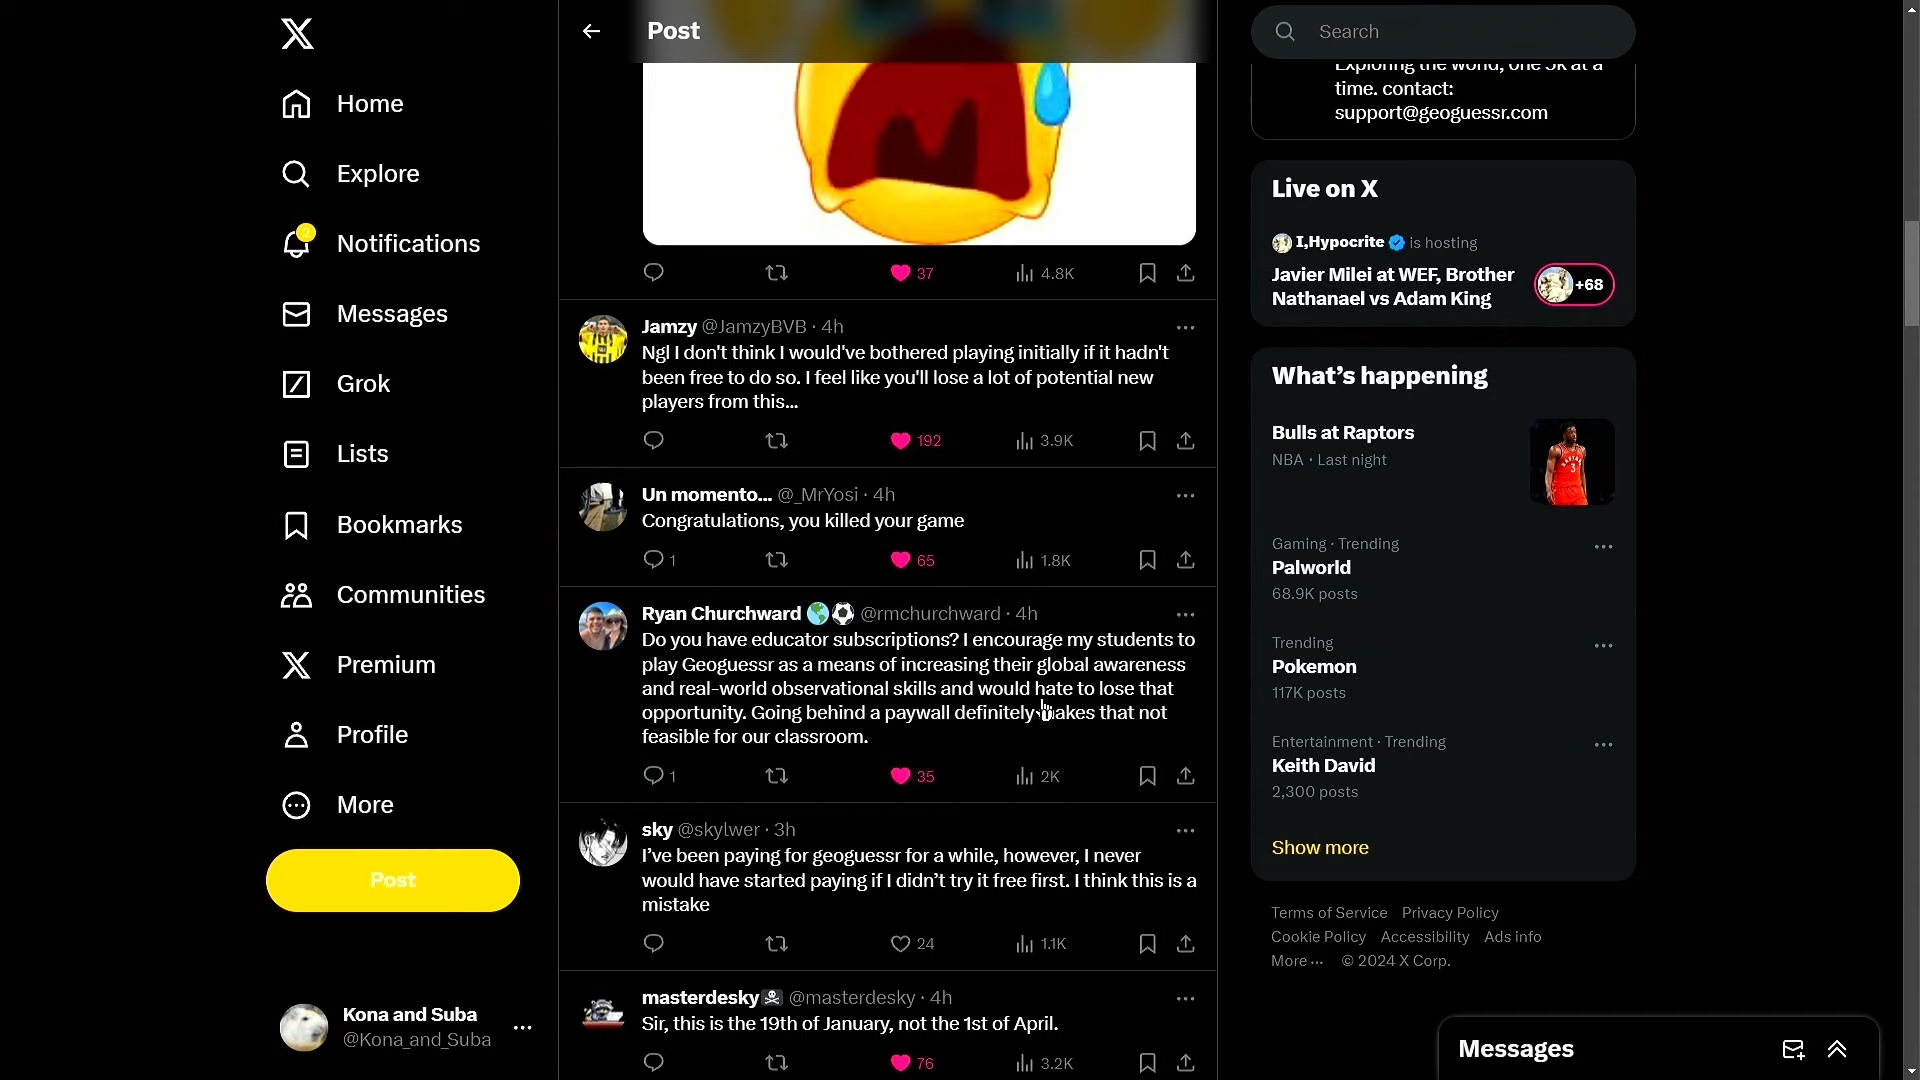 Home
Explore
Notifications
Messages
Grok
Lists
Bookmarks
Communities
Premium
Profile
More
Post
Kona and Suba
@Kona_and_Suba
Post
37 4.8K
Jamzy @JamzyBVB · 4h
Ngl I don't think I would've bothered playing initially if it hadn't
been free to do so. I feel like you'll lose a lot of potential new
players from this...
192 3.9K
Un momento... @_MrYosi · 4h
Congratulations, you killed your game
1 65 1.8K
Ryan Churchward 🌎⚽ @rmchurchward · 4h
Do you have educator subscriptions? I encourage my students to
play Geoguessr as a means of increasing their global awareness
and real-world observational skills and would hate to lose that
opportunity. Going behind a paywall definitely makes that not
feasible for our classroom.
1 35 2K
sky @skylwer · 3h
I've been paying for geoguessr for a while, however, I never
would have started paying if I didn't try it free first. I think this is a
mistake
24 1.1K
masterdesky @masterdesky · 4h
Sir, this is the 19th of January, not the 1st of April.
76 3.2K
Search
Exploring the world, one 5k at a
time. contact:
support@geoguessr.com
Live on X
I,Hypocrite is hosting
Javier Milei at WEF, Brother
Nathanael vs Adam King
+68
What's happening
Bulls at Raptors
NBA · Last night
Gaming · Trending
Palworld
68.9K posts
Trending
Pokemon
117K posts
Entertainment · Trending
Keith David
2,300 posts
Show more
Terms of Service Privacy Policy
Cookie Policy Accessibility Ads info
More ··· © 2024 X Corp.
Messages